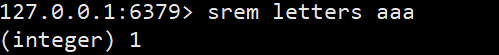 127.0.0.1:6379> srem letters aaa
(integer) 1